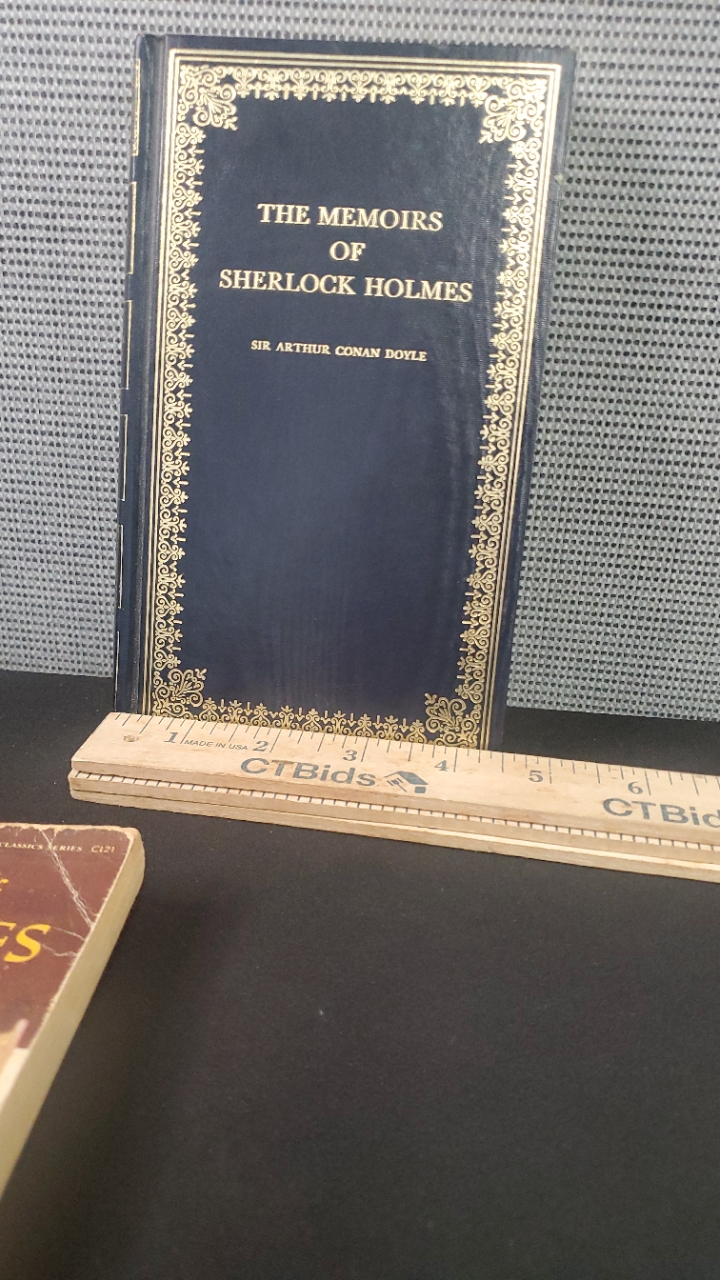 THE MEMOIRS
OF
SHERLOCK HOLMES
SIR ARTHUR CONAN DOYLE
1 MADE IN USA 2 3 4 5 6
CTBids CTBid
CLASSICS SERIES C121
ES